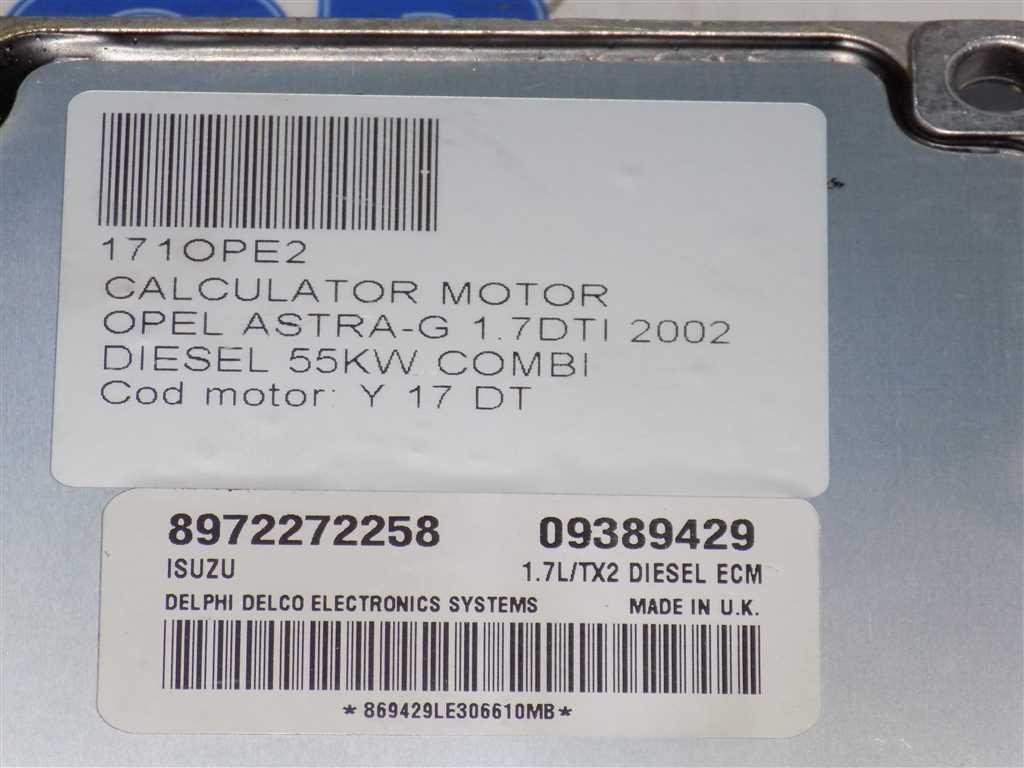 171OPE2
CALCULATOR MOTOR
OPEL ASTRA-G 1.7DTI 2002
DIESEL 55KW COMBI
Cod motor: Y 17 DT
8972272258 09389429
ISUZU 1.7L/TX2 DIESEL ECM
DELPHI DELCO ELECTRONICS SYSTEMS MADE IN U.K.
*869429LE306610MB*